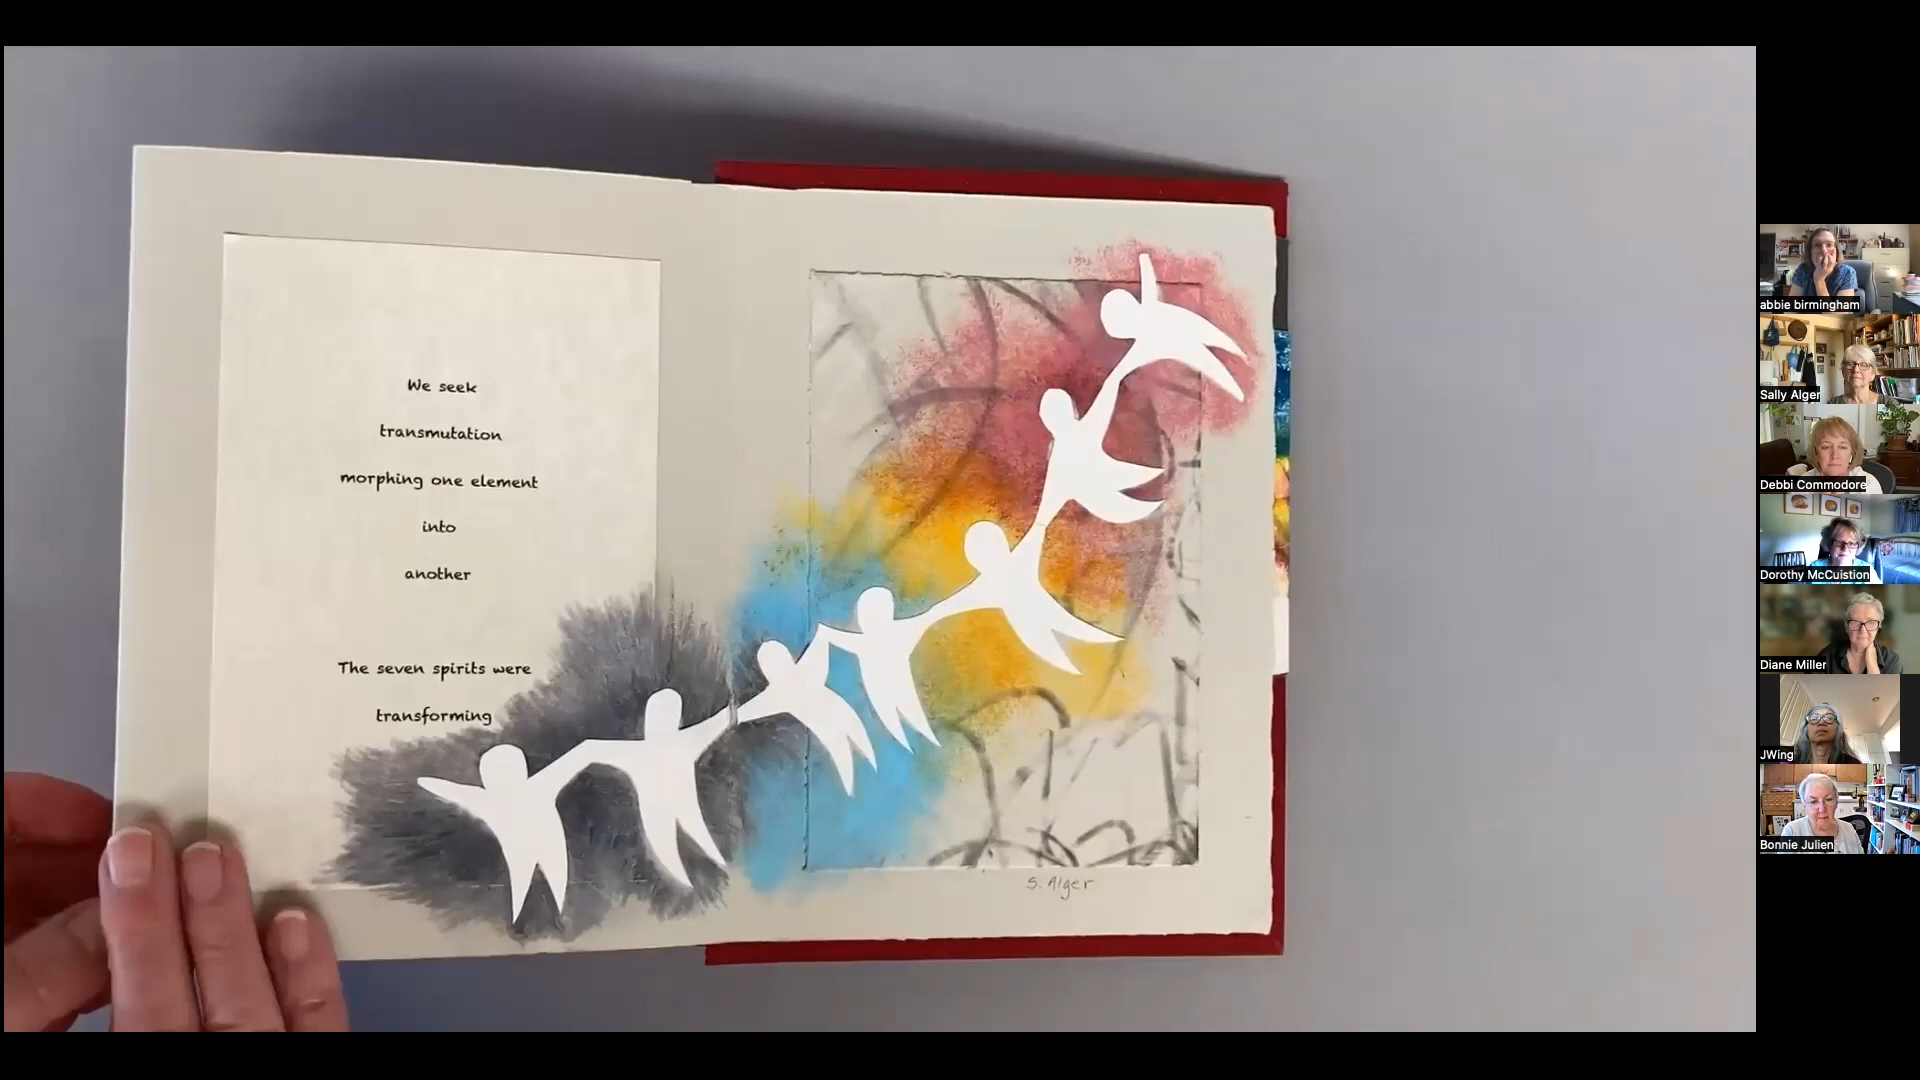 We seek
transmutation
morphing one element
into
another
The seven spirits were
transforming
S. Alger
abbie birmingham
Sally Alger
Debbi Commodore
Dorothy McCuistion
Diane Miller
JWing
Bonnie Julien